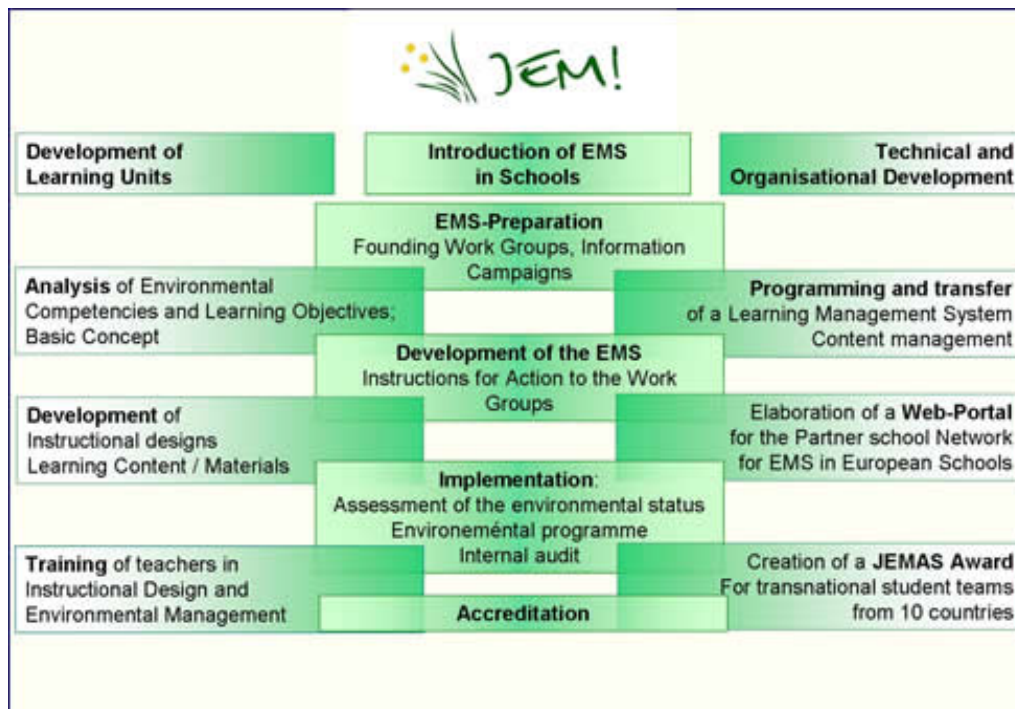 JEM!
Development of
Learning Units
Introduction of EMS
in Schools
Technical and
Organisational Development
EMS-Preparation
Founding Work Groups, Information
Campaigns
Analysis of Environmental
Competencies and Learning Objectives;
Basic Concept
Programming and transfer
of a Learning Management System
Content management
Development of the EMS
Instructions for Action to the Work
Groups
Development of
Instructional designs
Learning Content / Materials
Elaboration of a Web-Portal
for the Partner school Network
for EMS in European Schools
Implementation:
Assessment of the environmental status
Environeméntal programme
Internal audit
Training of teachers in
Instructional Design and
Environmental Management
Creation of a JEMAS Award
For transnational student teams
from 10 countries
Accreditation